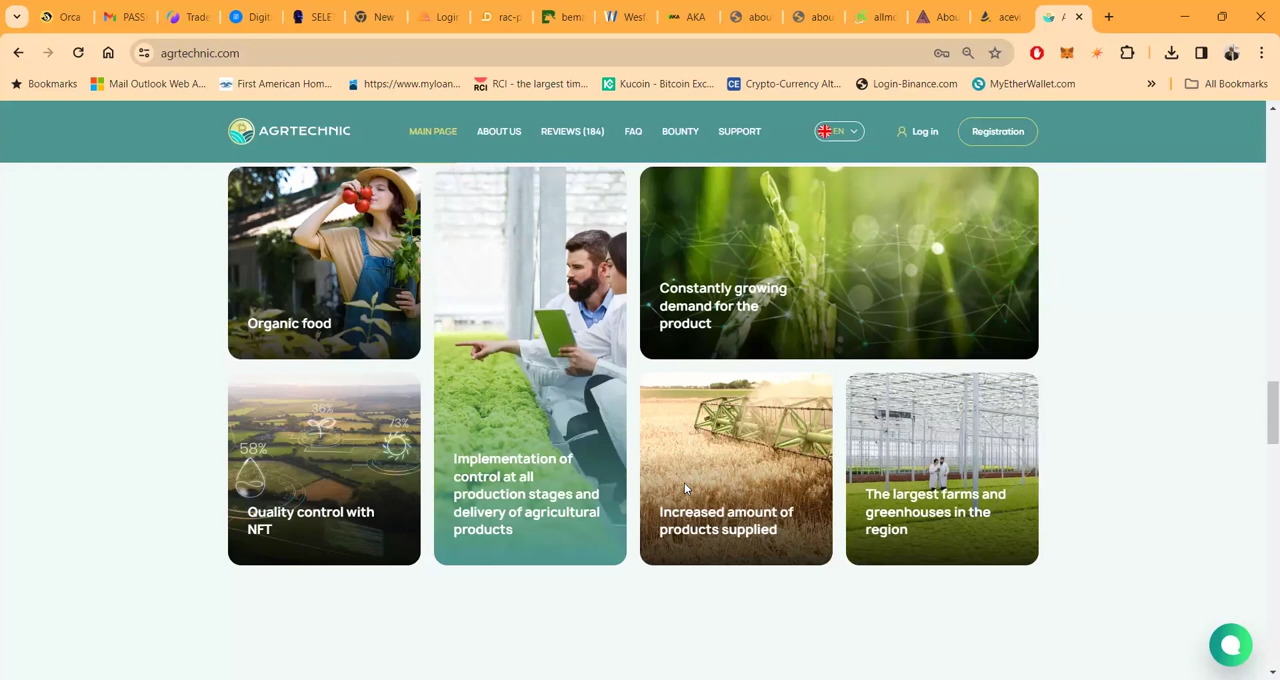 Orca
PASS
Trade
Digit
SELE
New
Login
rac-p
bem
West
AKA
abou
abou
allmo
Abou
acevi
agrtechnic.com
Bookmarks
Mail Outlook Web A...
First American Hom...
https://www.myloan...
RCI - the largest tim...
Kucoin - Bitcoin Exc...
Crypto-Currency Alt...
Login-Binance.com
MyEtherWallet.com
All Bookmarks
AGRTECHNIC
MAIN PAGE
ABOUT US
REVIEWS (184)
FAQ
BOUNTY
SUPPORT
EN
Log in
Registration
Organic food
Constantly growing
demand for the
product
58%
36%
73%
Quality control with
NFT
Implementation of
control at all
production stages and
delivery of agricultural
products
Increased amount of
products supplied
The largest farms and
greenhouses in the
region